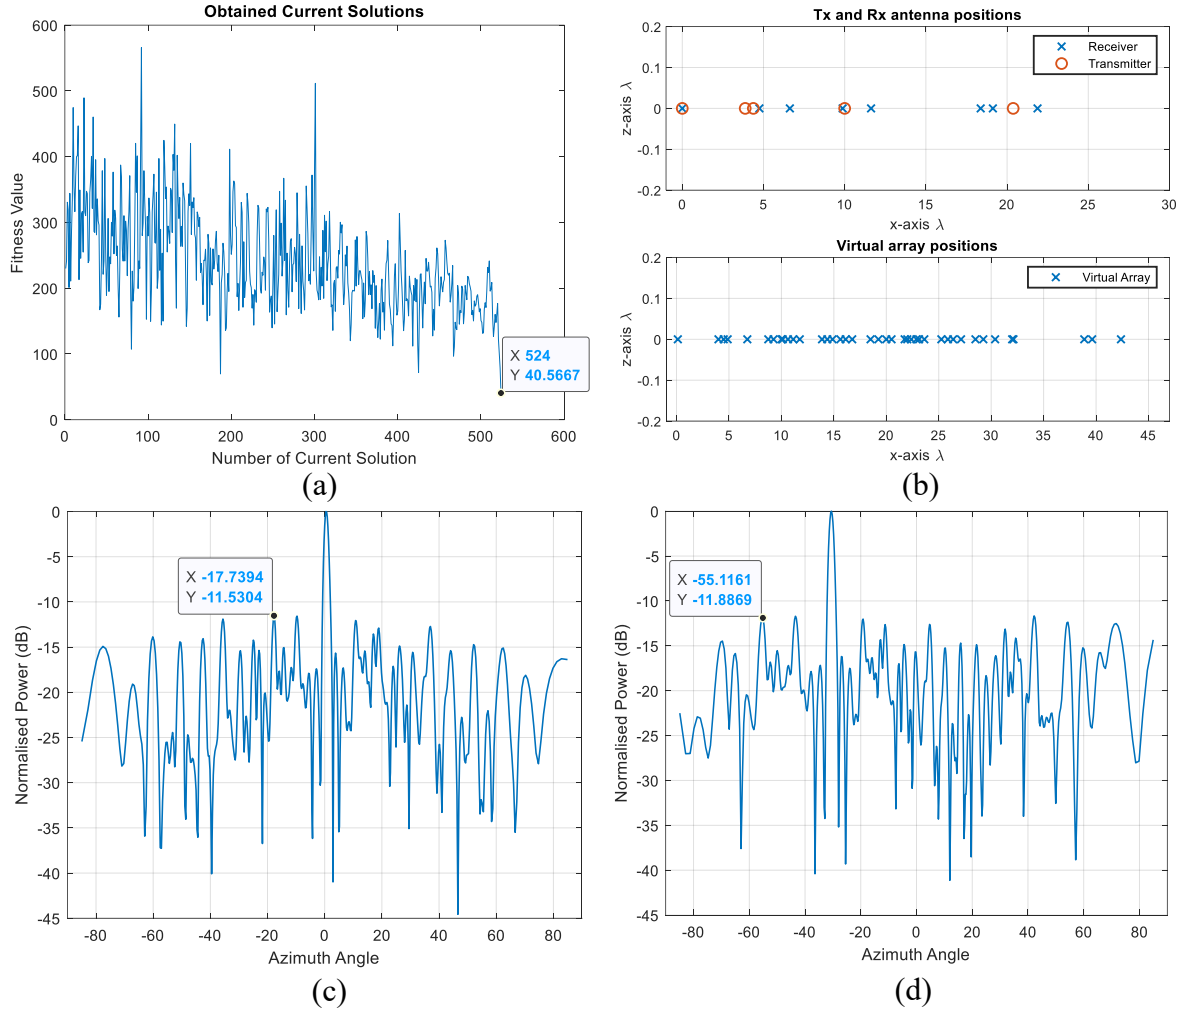 Obtained Current Solutions
600
500
400
300
200
100
0
Fitness Value
X 524
Y 40.5667
0 100 200 300 400 500 600
Number of Current Solution
(a)
Tx and Rx antenna positions
0.2
0.1
0
-0.1
-0.2
z-axis λ
Receiver
Transmitter
0 5 10 15 20 25 30
x-axis λ
Virtual array positions
0.2
0.1
0
-0.1
-0.2
z-axis λ
Virtual Array
0 5 10 15 20 25 30 35 40 45
x-axis λ
(b)
0
-5
-10
-15
-20
-25
-30
-35
-40
-45
Normalised Power (dB)
X -17.7394
Y -11.5304
-80 -60 -40 -20 0 20 40 60 80
Azimuth Angle
(c)
0
-5
-10
-15
-20
-25
-30
-35
-40
-45
Normalised Power (dB)
X -55.1161
Y -11.8869
-80 -60 -40 -20 0 20 40 60 80
Azimuth Angle
(d)